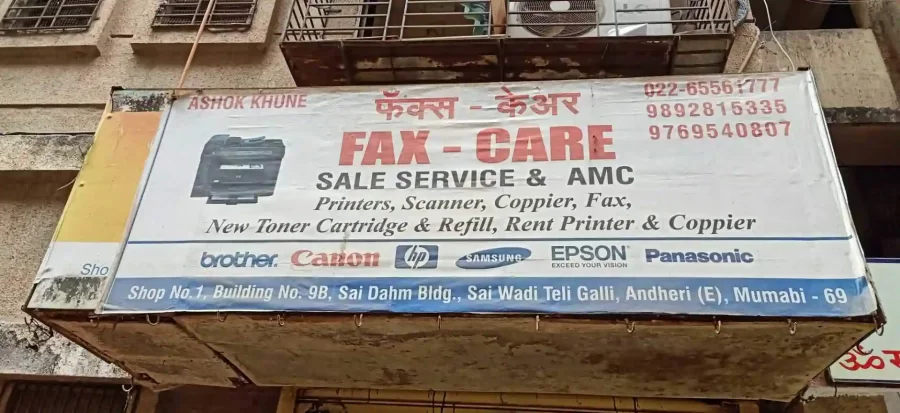 ASHOK KHUNE
फॅक्स - केअर
022-65561777
9892815335
9769540807
FAX - CARE
SALE SERVICE & AMC
Printers, Scanner, Coppier, Fax,
New Toner Cartridge & Refill, Rent Printer & Coppier
brother. Canon hp SAMSUNG EPSON Panasonic
EXCEED YOUR VISION
Sho
Shop No.1, Building No. 9B, Sai Dahm Bldg., Sai Wadi Teli Galli, Andheri (E), Mumabi - 69
ॐ